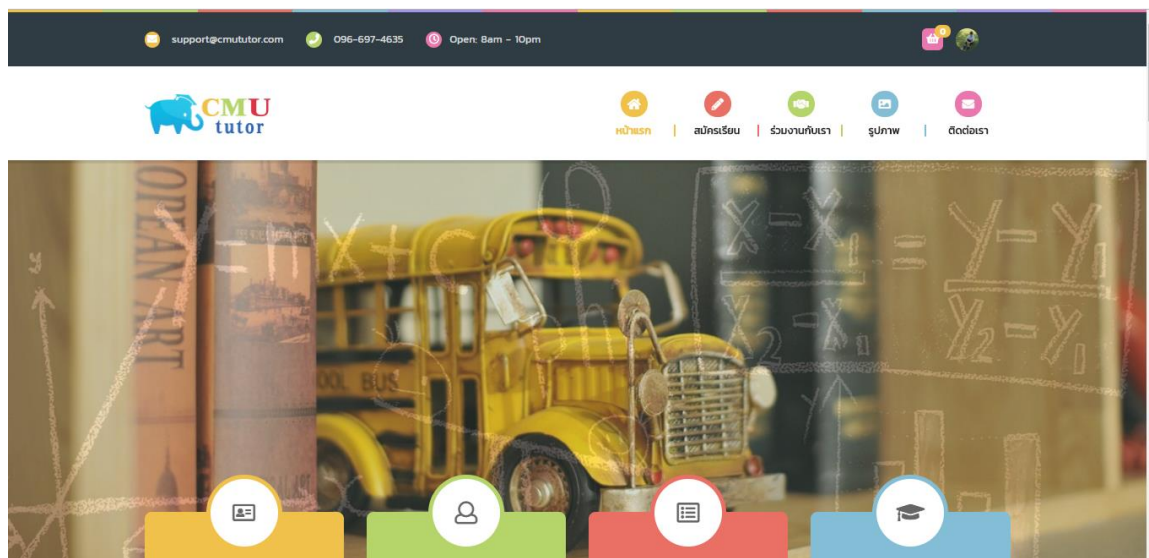 support@cmututor.com
096-697-4635
Open: 8am - 10pm
0
CMU
tutor
หน้าแรก
สมัครเรียน
ร่วมงานกับเรา
รูปภาพ
ติดต่อเรา
OPEAN ART
OOL BUS